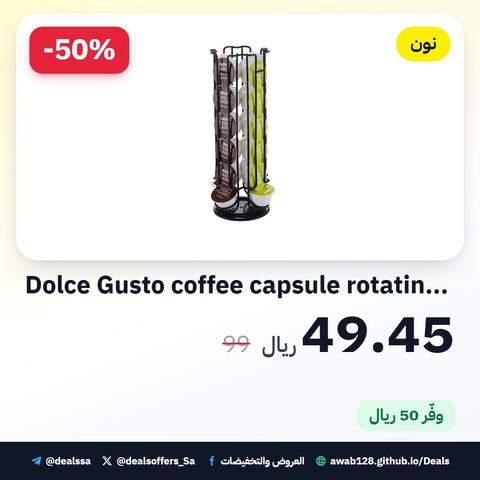 -50%
نون
Dolce Gusto coffee capsule rotatin...
49.45 ريال 99
وفّر 50 ريال
@dealssa @dealsoffers_Sa العروض والتخفيضات awab128.github.io/Deals